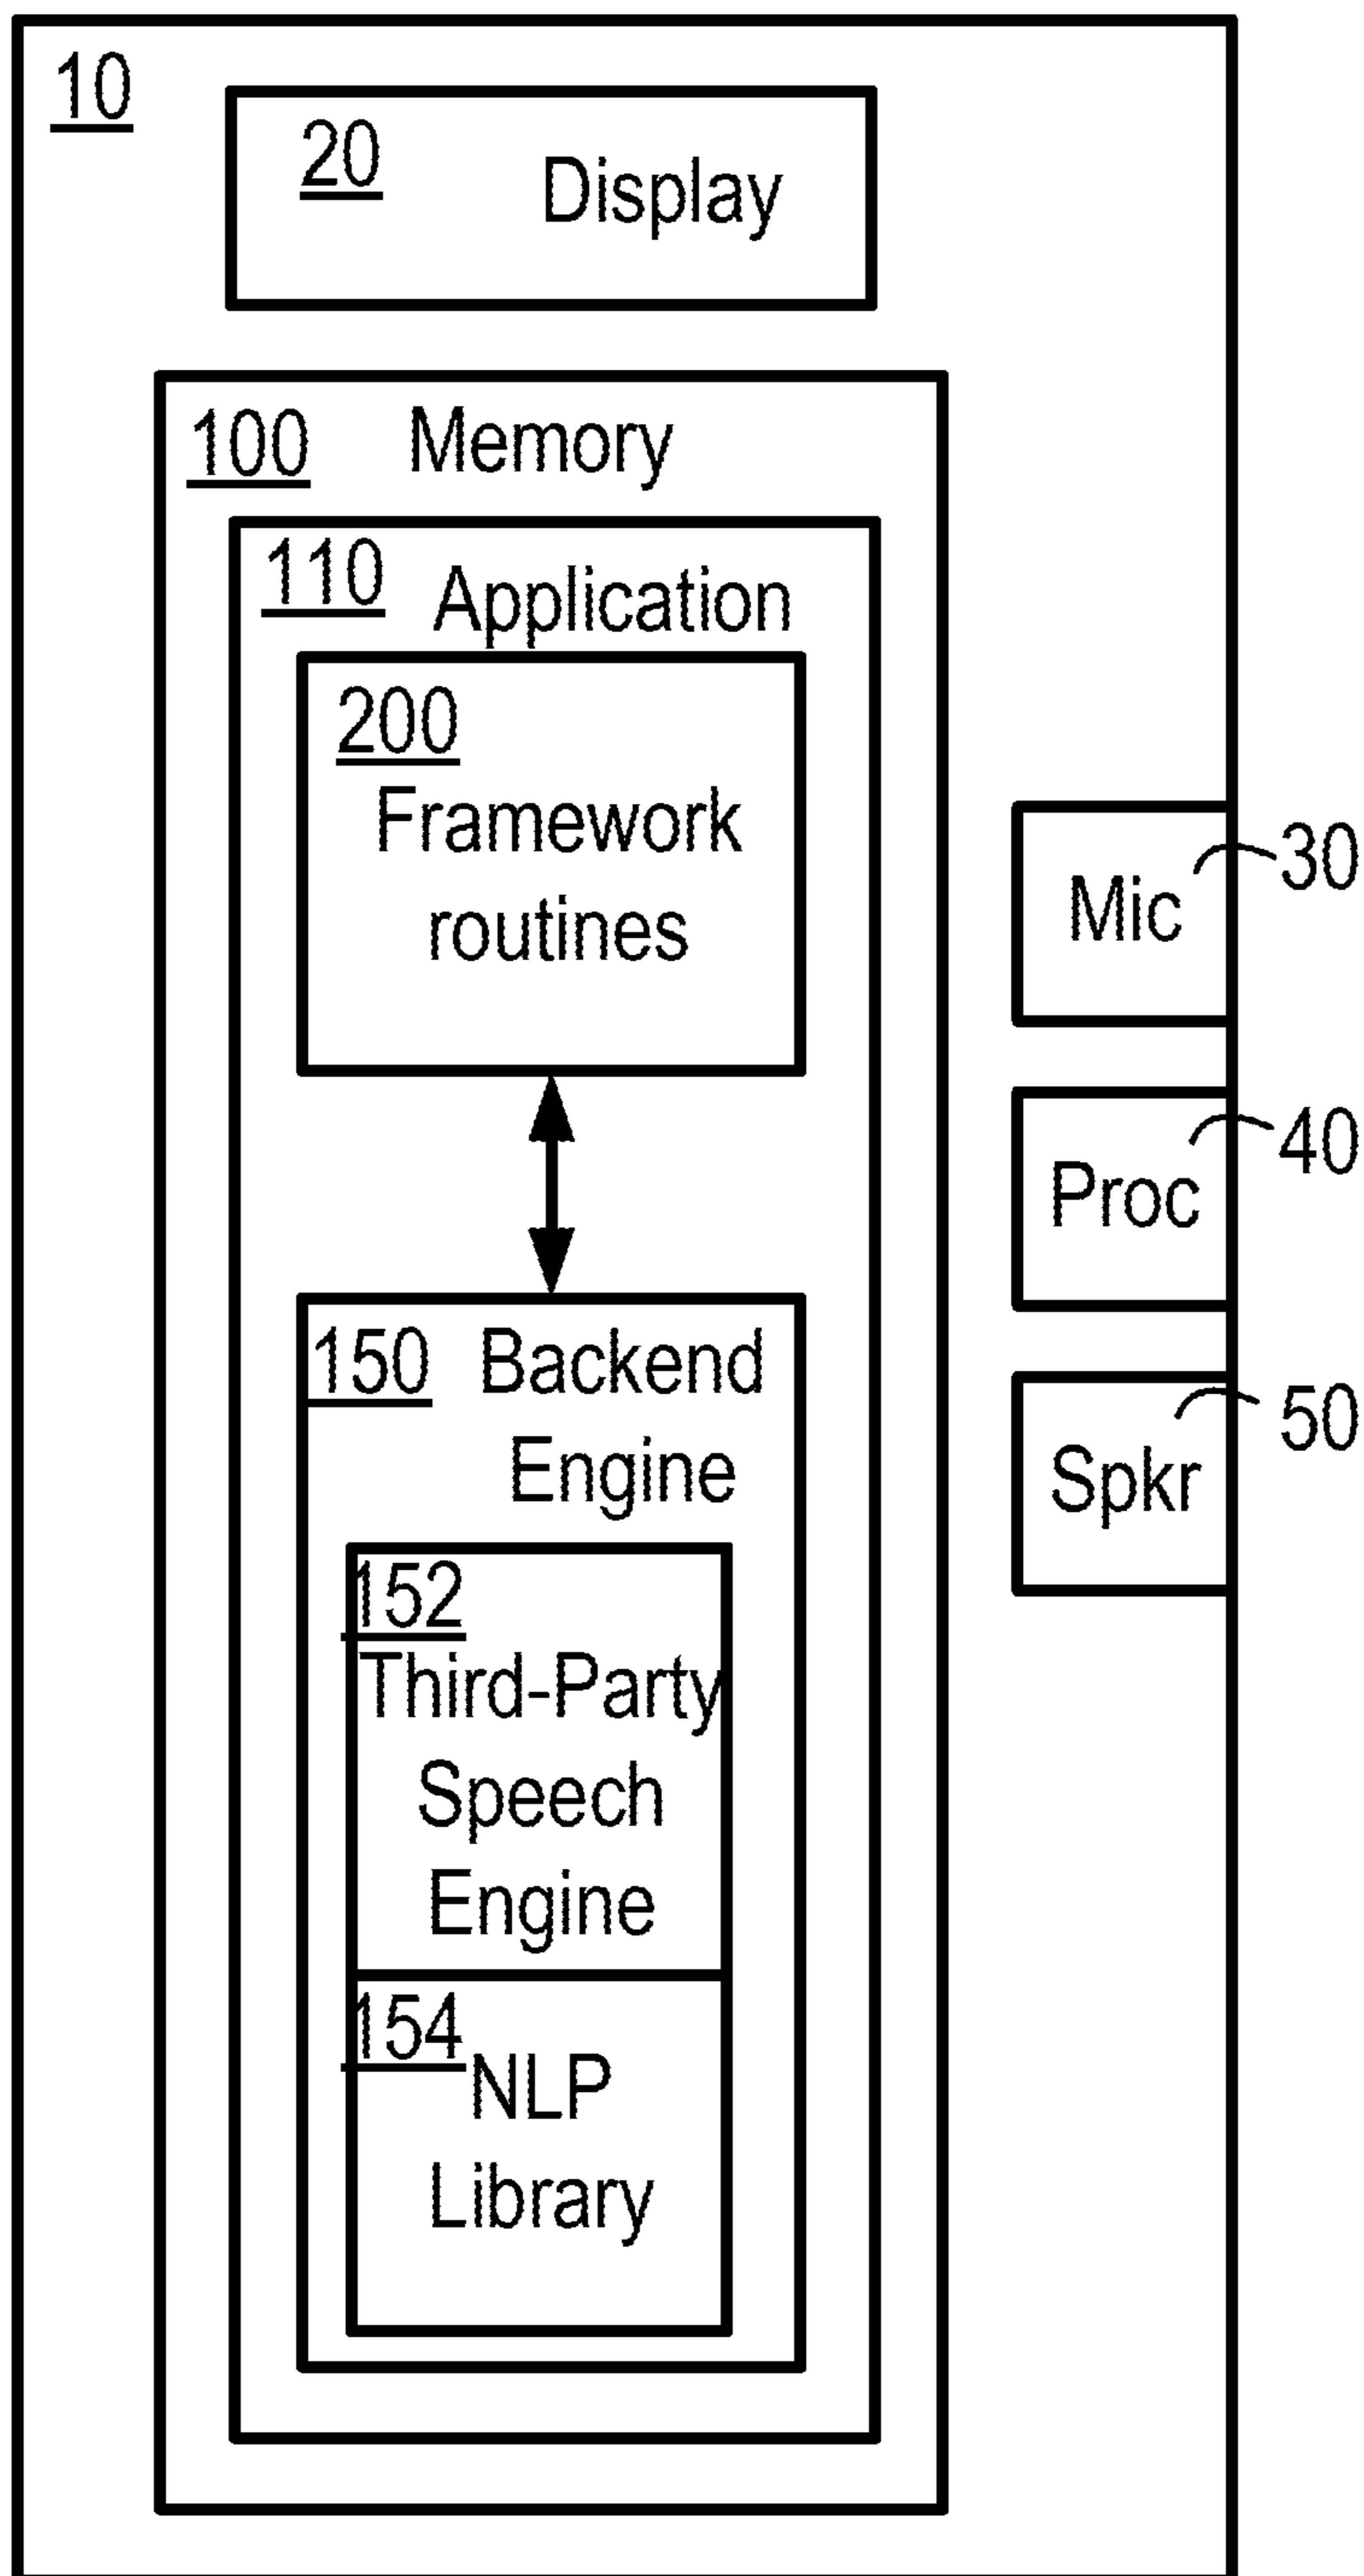 10
20 Display
100 Memory
110 Application
200
Framework
routines
30
Mic
40
Proc
150 Backend
Engine
50
Spkr
152
Third-Party
Speech
Engine
154
NLP
Library